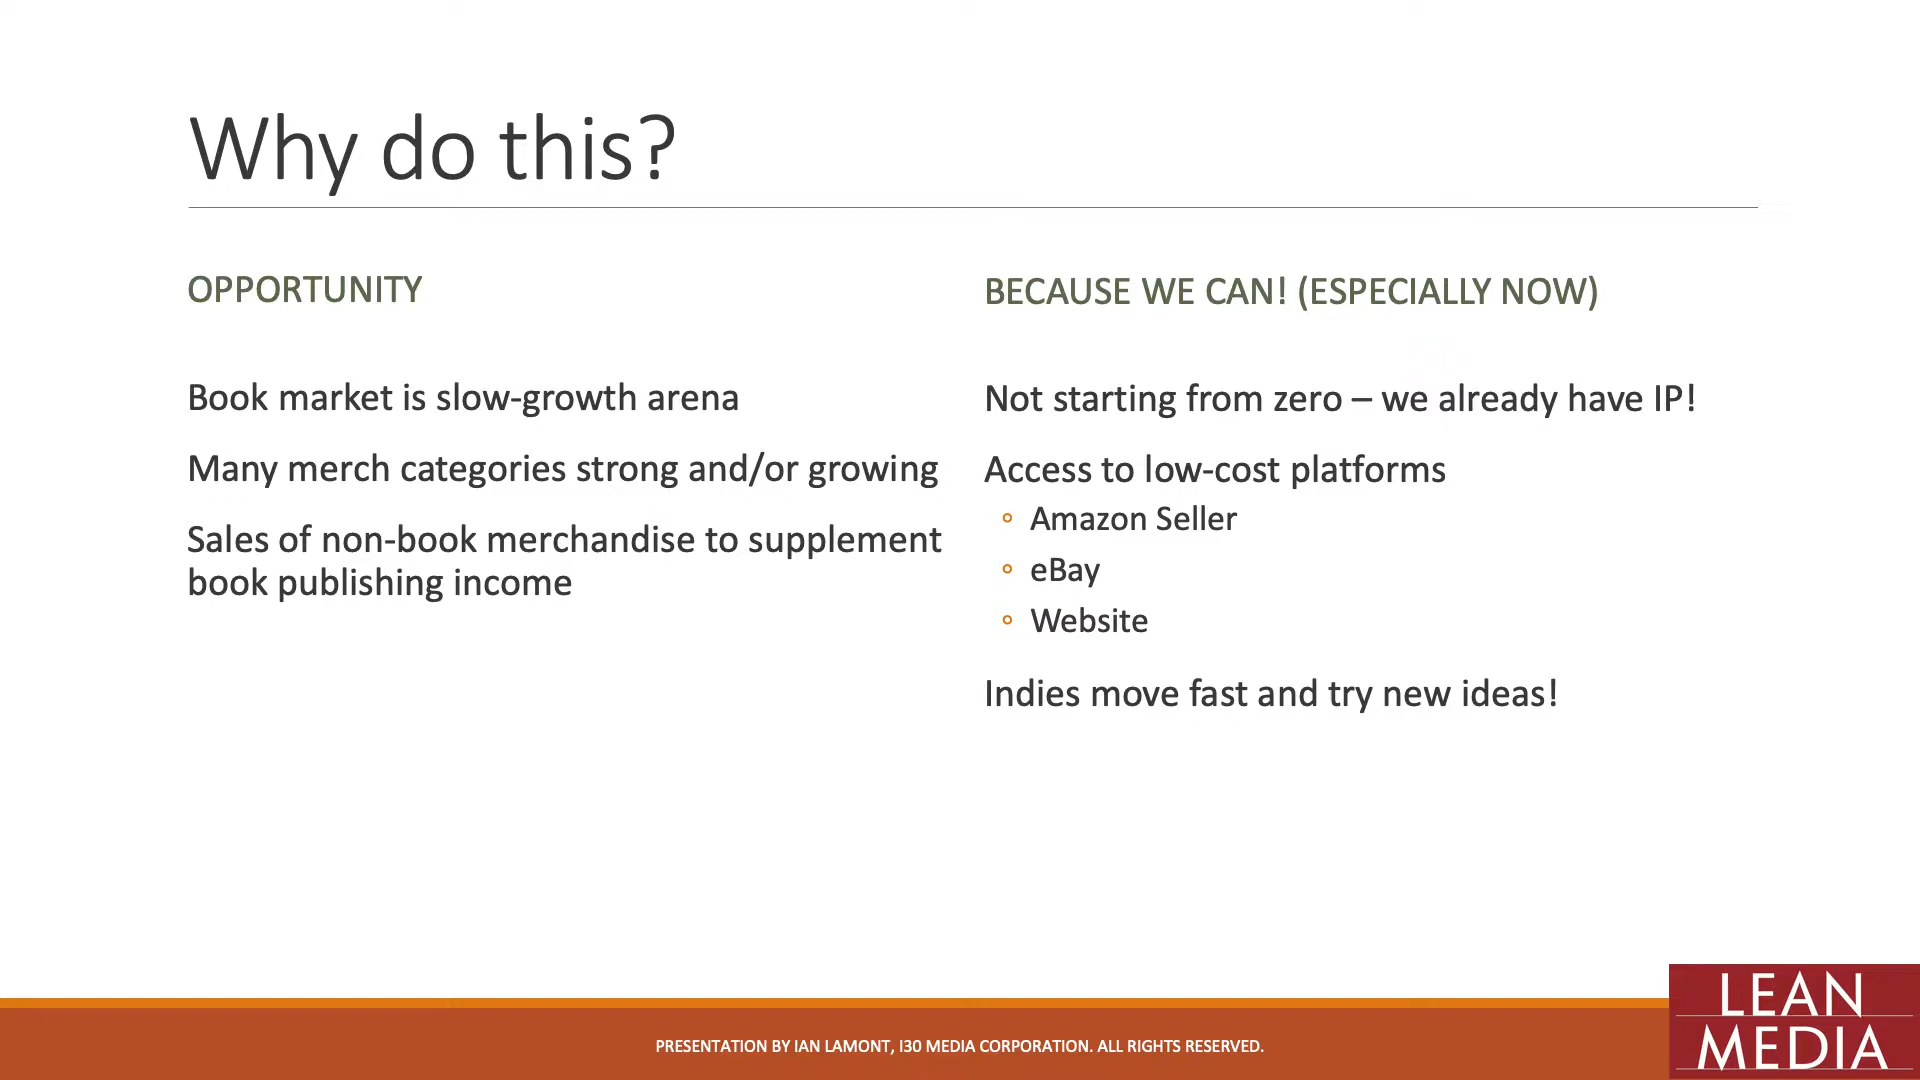 Why do this?
OPPORTUNITY
Book market is slow-growth arena
Many merch categories strong and/or growing
Sales of non-book merchandise to supplement
book publishing income
BECAUSE WE CAN! (ESPECIALLY NOW)
Not starting from zero – we already have IP!
Access to low-cost platforms
◦ Amazon Seller
◦ eBay
◦ Website
Indies move fast and try new ideas!
PRESENTATION BY IAN LAMONT, I30 MEDIA CORPORATION. ALL RIGHTS RESERVED.
LEAN
MEDIA